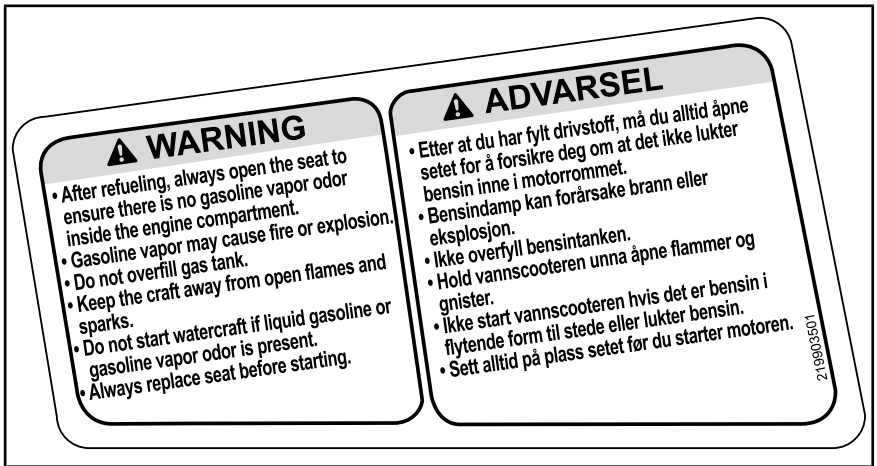 WARNING
• After refueling, always open the seat to
ensure there is no gasoline vapor odor
inside the engine compartment.
• Gasoline vapor may cause fire or explosion.
• Do not overfill gas tank.
• Keep the craft away from open flames and
sparks.
• Do not start watercraft if liquid gasoline or
gasoline vapor odor is present.
• Always replace seat before starting.
ADVARSEL
• Etter at du har fylt drivstoff, må du alltid åpne
setet for å forsikre deg om at det ikke lukter
bensin inne i motorrommet.
• Bensindamp kan forårsake brann eller
eksplosjon.
• Ikke overfyll bensintanken.
• Hold vannscooteren unna åpne flammer og
gnister.
• Ikke start vannscooteren hvis det er bensin i
flytende form til stede eller lukter bensin.
• Sett alltid på plass setet før du starter motoren.
219903501